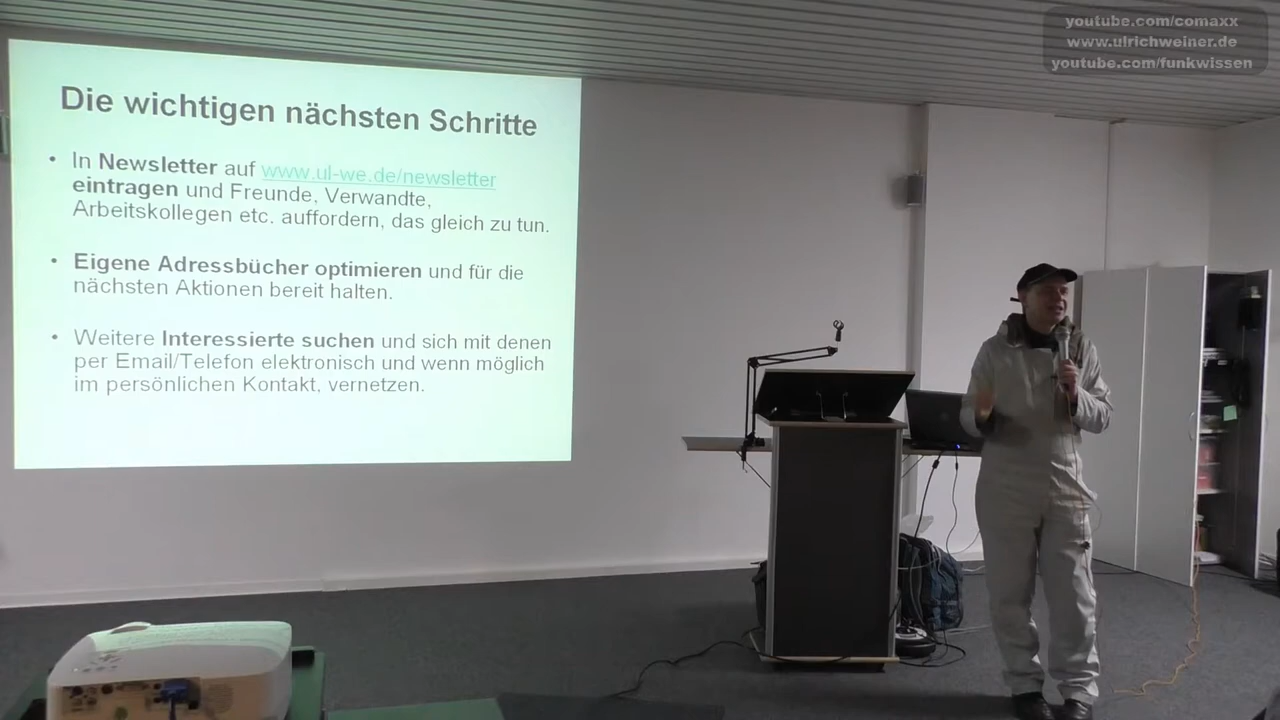 youtube.com/comaxx
www.ulrichweiner.de
youtube.com/funkwissen
Die wichtigen nächsten Schritte
• In Newsletter auf www.ul-we.de/newsletter
eintragen und Freunde, Verwandte,
Arbeitskollegen etc. auffordern, das gleich zu tun.
• Eigene Adressbücher optimieren und für die
nächsten Aktionen bereit halten.
• Weitere Interessierte suchen und sich mit denen
per Email/Telefon elektronisch und wenn möglich
im persönlichen Kontakt, vernetzen.